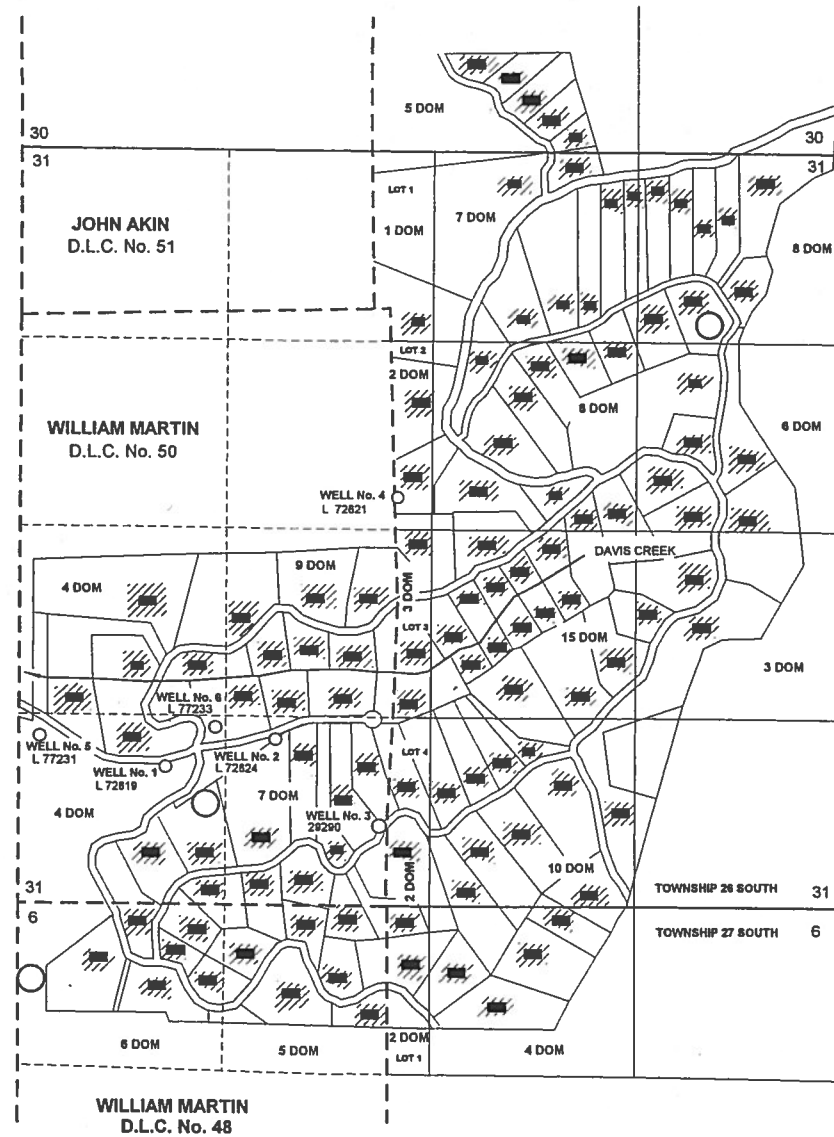 5 DOM
30
30
31
31
LOT 1
7 DOM
JOHN AKIN
D.L.C. No. 51
1 DOM
8 DOM
LOT 2
2 DOM
8 DOM
6 DOM
WILLIAM MARTIN
D.L.C. No. 50
WELL No. 4
L 72821
DAVIS CREEK
9 DOM
4 DOM
3 DOM
LOT 3
15 DOM
3 DOM
WELL No. 6
L 77233
WELL No. 5
L 77231
WELL No. 1
L 72819
WELL No. 2
L 72824
LOT 4
7 DOM
4 DOM
WELL No. 3
29290
10 DOM
2 DOM
31
TOWNSHIP 26 SOUTH
31
6
TOWNSHIP 27 SOUTH
6
6 DOM
5 DOM
2 DOM
LOT 1
4 DOM
WILLIAM MARTIN
D.L.C. No. 48